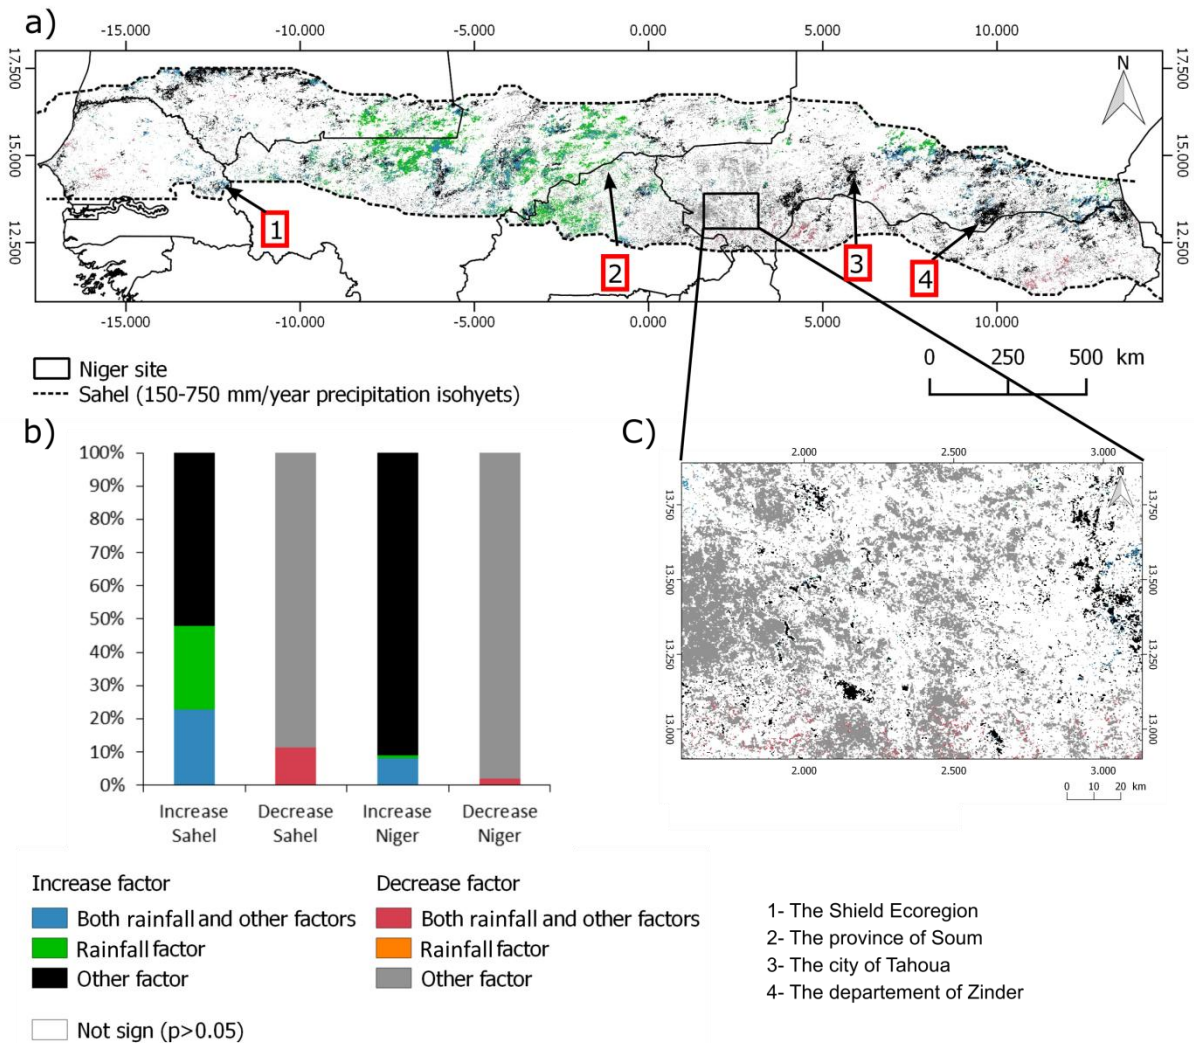 a)
-15.000 -10.000 -5.000 0.000 5.000 10.000
17.500 17.500
15.000 15.000
12.500 12.500
N
1
2
3
4
-15.000 -10.000 -5.000 0.000 5.000 10.000
Niger site
Sahel (150-750 mm/year precipitation isohyets)
0 250 500 km
b)
100%
90%
80%
70%
60%
50%
40%
30%
20%
10%
0%
Increase Decrease Increase Decrease
Sahel Sahel Niger Niger
C)
2.000 2.500 3.000
N
13.750 13.750
13.500 13.500
13.250 13.250
13.000 13.000
2.000 2.500 3.000
0 10 20 km
Increase factor
Both rainfall and other factors
Rainfall factor
Other factor
Not sign (p>0.05)
Decrease factor
Both rainfall and other factors
Rainfall factor
Other factor
1- The Shield Ecoregion
2- The province of Soum
3- The city of Tahoua
4- The departement of Zinder